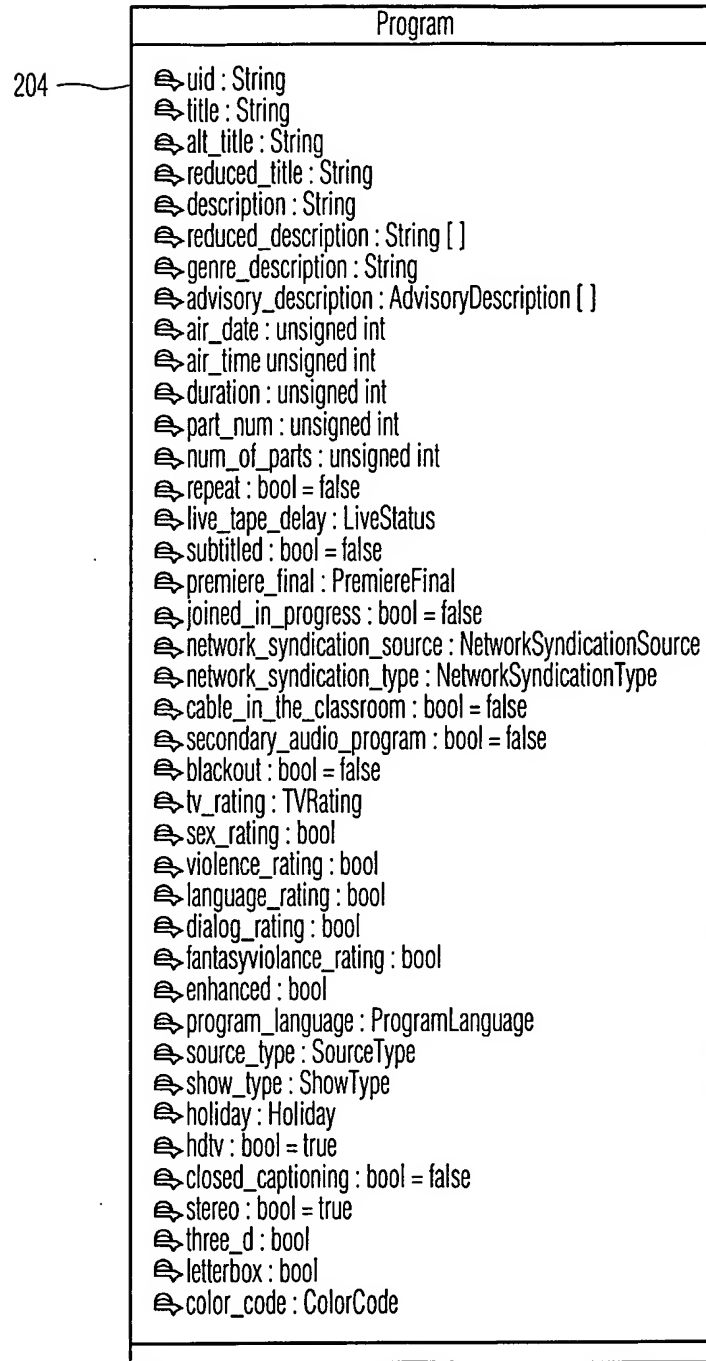 Program
204
uid : String
title : String
alt_title : String
reduced_title : String
description : String
reduced_description : String [ ]
genre_description : String
advisory_description : AdvisoryDescription [ ]
air_date : unsigned int
air_time unsigned int
duration : unsigned int
part_num : unsigned int
num_of_parts : unsigned int
repeat : bool = false
live_tape_delay : LiveStatus
subtitled : bool = false
premiere_final : PremiereFinal
joined_in_progress : bool = false
network_syndication_source : NetworkSyndicationSource
network_syndication_type : NetworkSyndicationType
cable_in_the_classroom : bool = false
secondary_audio_program : bool = false
blackout : bool = false
tv_rating : TVRating
sex_rating : bool
violence_rating : bool
language_rating : bool
dialog_rating : bool
fantasyviolance_rating : bool
enhanced : bool
program_language : ProgramLanguage
source_type : SourceType
show_type : ShowType
holiday : Holiday
hdtv : bool = true
closed_captioning : bool = false
stereo : bool = true
three_d : bool
letterbox : bool
color_code : ColorCode